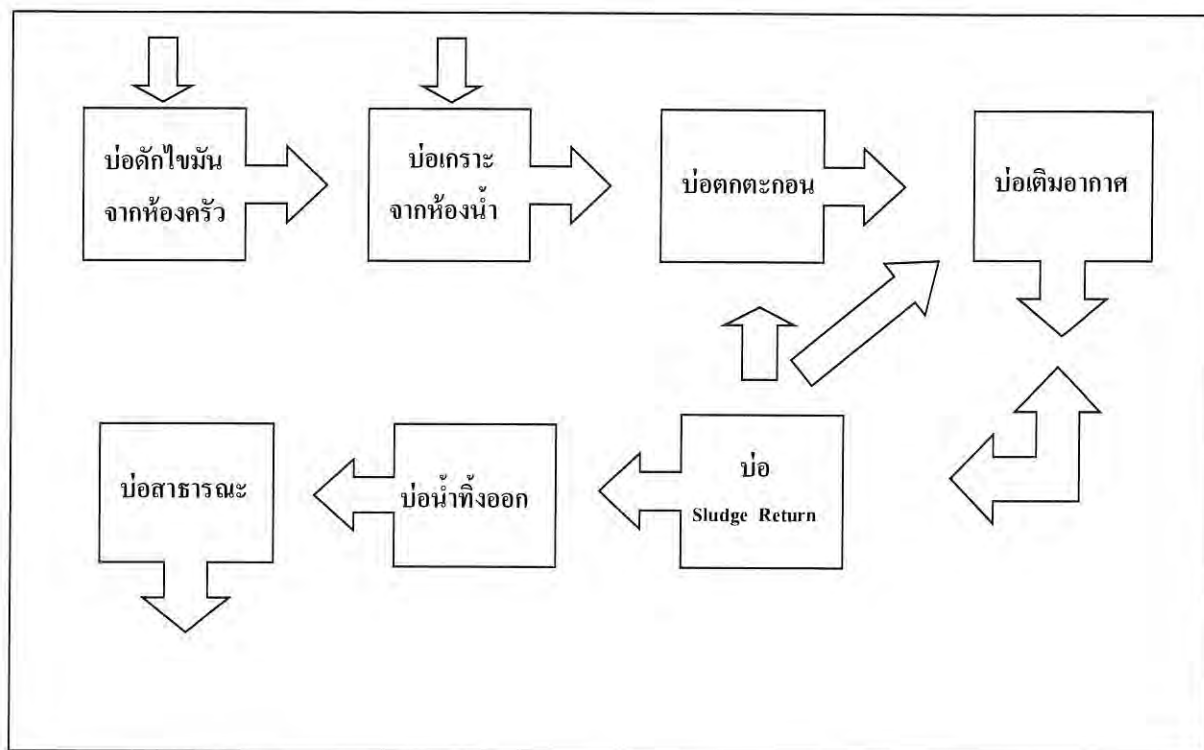 บ่อดักไขมัน
จากห้องครัว
บ่อเกราะ
จากห้องน้ำ
บ่อตกตะกอน
บ่อเติมอากาศ
บ่อสาธารณะ
บ่อน้ำทิ้งออก
บ่อ
Sludge Return